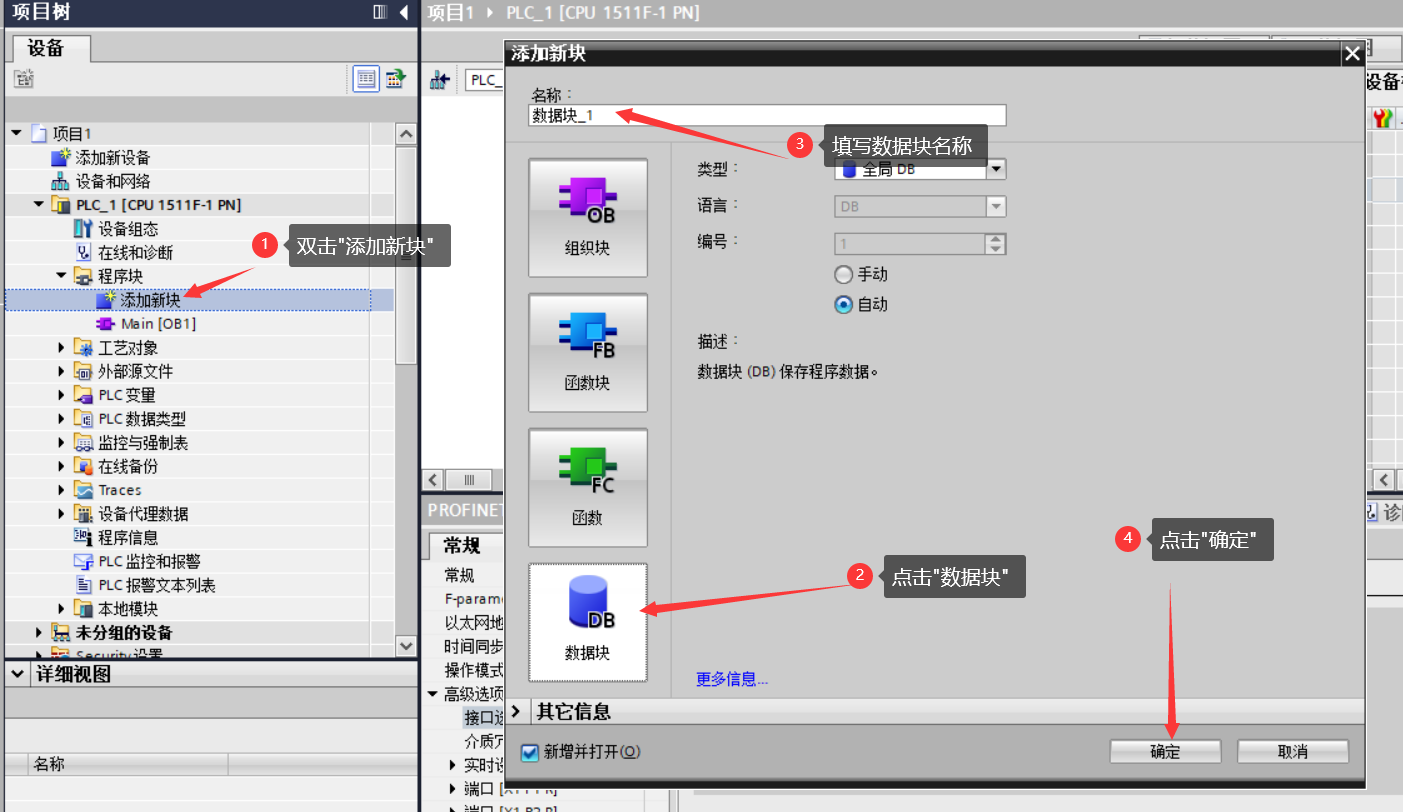 项目树
项目1 PLC_1 [CPU 1511F-1 PN]
设备
PLC_
项目1
添加新设备
设备和网络
PLC_1 [CPU 1511F-1 PN]
设备组态
在线和诊断
程序块
添加新块
Main [OB1]
工艺对象
外部源文件
PLC 变量
PLC 数据类型
监控与强制表
在线备份
Traces
设备代理数据
程序信息
PLC 监控和报警
PLC 报警文本列表
本地模块
未分组的设备
Security 设置
详细视图
名称
1 双击"添加新块"
添加新块
名称：
数据块_1
3 填写数据块名称
OB
组织块
FB
函数块
FC
函数
DB
数据块
类型： 全局 DB
语言： DB
编号： 1
手动
自动
描述：
数据块 (DB) 保存程序数据。
2 点击"数据块"
4 点击"确定"
更多信息...
其它信息
新增并打开(O)
确定
取消
设备
PROFINET
常规
常规
F-param
以太网地
时间同步
操作模式
高级选项
接口
介质
实时
端口 [X1 P1 R]
端口 [X1 P2 R]
诊